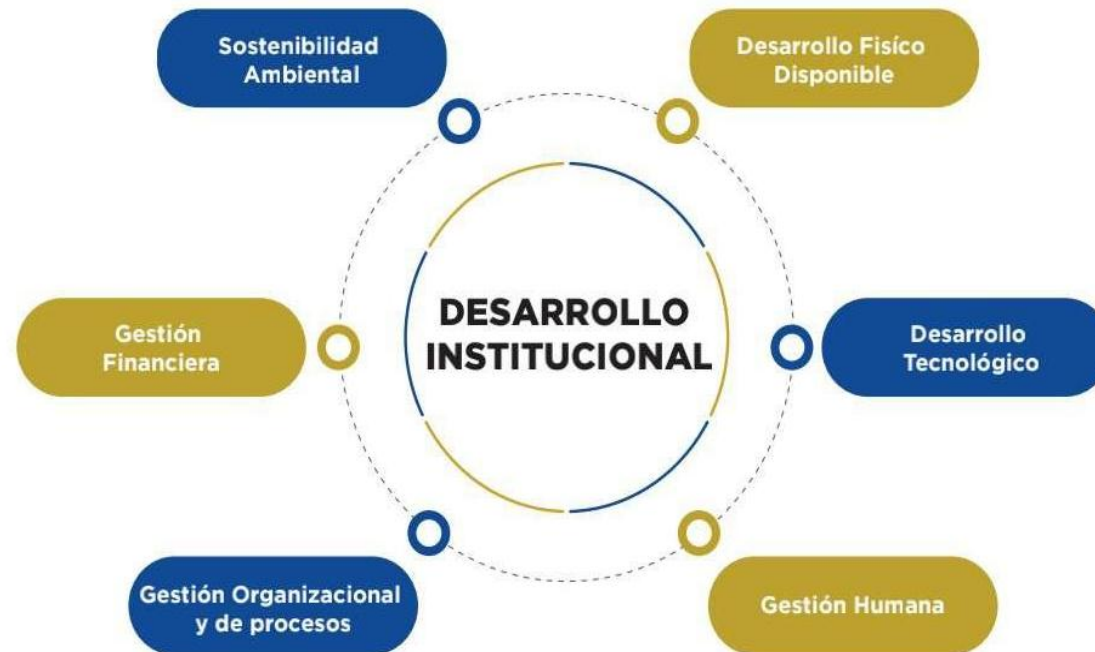 Sostenibilidad
Ambiental
Desarrollo Fisíco
Disponible
DESARROLLO
INSTITUCIONAL
Gestión
Financiera
Desarrollo
Tecnológico
Gestión Organizacional
y de procesos
Gestión Humana